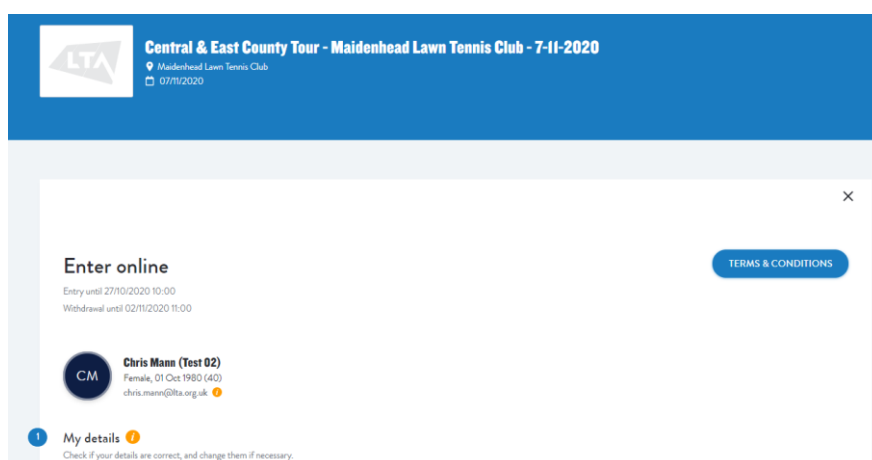 LTA
Central & East County Tour - Maidenhead Lawn Tennis Club - 7-11-2020
Maidenhead Lawn Tennis Club
07/11/2020
Enter online
TERMS & CONDITIONS
Entry until 27/10/2020 10:00
Withdrawal until 02/11/2020 11:00
CM
Chris Mann (Test 02)
Female, 01 Oct 1980 (40)
chris.mann@lta.org.uk i
1 My details i
Check if your details are correct, and change them if necessary.